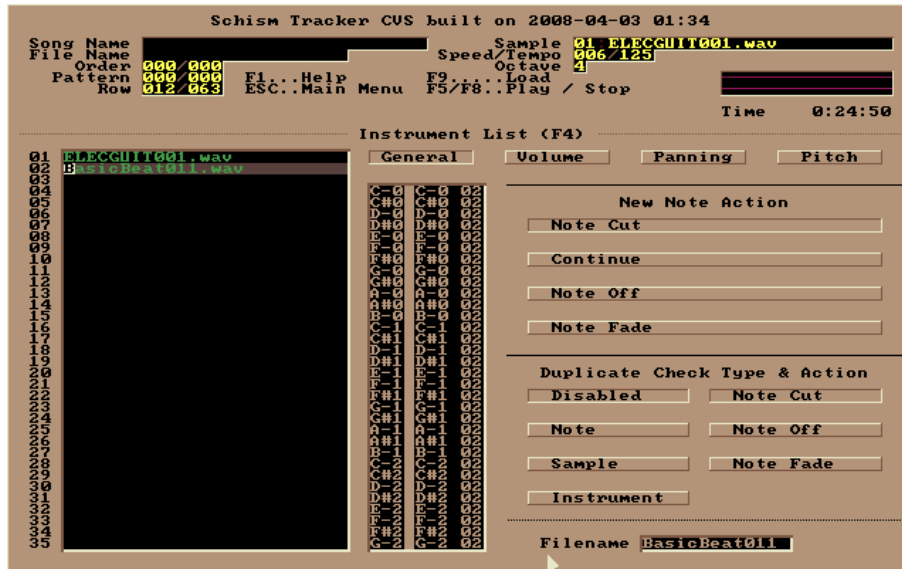 Schism Tracker CVS built on 2008-04-03 01:34
Song Name
Sample 01:ELECGUIT001.wav
File Name
Speed/Tempo 006/125
Order 000/000
Octave 4
Pattern 000/000 F1...Help F9.....Load
Row 012/063 ESC..Main Menu F5/F8..Play / Stop
Time 0:24:50
Instrument List (F4)
01 ELECGUIT001.wav
02 BasicBeat011.wav
03
04
05
06
07
08
09
10
11
12
13
14
15
16
17
18
19
20
21
22
23
24
25
26
27
28
29
30
31
32
33
34
35
General Volume Panning Pitch
C-0 C-0 02
C#0 C#0 02
D-0 D-0 02
D#0 D#0 02
E-0 E-0 02
F-0 F-0 02
F#0 F#0 02
G-0 G-0 02
G#0 G#0 02
A-0 A-0 02
A#0 A#0 02
B-0 B-0 02
C-1 C-1 02
C#1 C#1 02
D-1 D-1 02
D#1 D#1 02
E-1 E-1 02
F-1 F-1 02
F#1 F#1 02
G-1 G-1 02
G#1 G#1 02
A-1 A-1 02
A#1 A#1 02
B-1 B-1 02
C-2 C-2 02
C#2 C#2 02
D-2 D-2 02
D#2 D#2 02
E-2 E-2 02
F-2 F-2 02
F#2 F#2 02
G-2 G-2 02
New Note Action
Note Cut
Continue
Note Off
Note Fade
Duplicate Check Type & Action
Disabled Note Cut
Note Note Off
Sample Note Fade
Instrument
Filename BasicBeat011